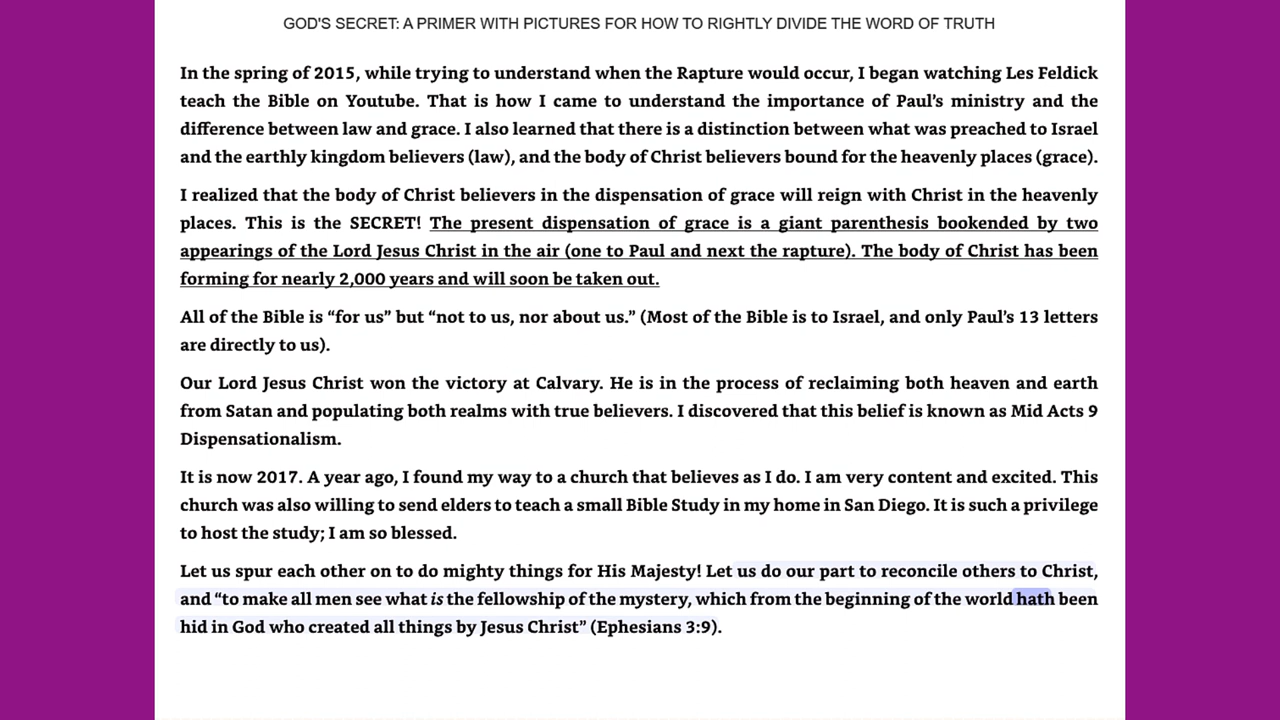 GOD'S SECRET: A PRIMER WITH PICTURES FOR HOW TO RIGHTLY DIVIDE THE WORD OF TRUTH
In the spring of 2015, while trying to understand when the Rapture would occur, I began watching Les Feldick
teach the Bible on Youtube. That is how I came to understand the importance of Paul's ministry and the
difference between law and grace. I also learned that there is a distinction between what was preached to Israel
and the earthly kingdom believers (law), and the body of Christ believers bound for the heavenly places (grace).
I realized that the body of Christ believers in the dispensation of grace will reign with Christ in the heavenly
places. This is the SECRET! The present dispensation of grace is a giant parenthesis bookended by two
appearings of the Lord Jesus Christ in the air (one to Paul and next the rapture). The body of Christ has been
forming for nearly 2,000 years and will soon be taken out.
All of the Bible is “for us” but “not to us, nor about us.” (Most of the Bible is to Israel, and only Paul's 13 letters
are directly to us).
Our Lord Jesus Christ won the victory at Calvary. He is in the process of reclaiming both heaven and earth
from Satan and populating both realms with true believers. I discovered that this belief is known as Mid Acts 9
Dispensationalism.
It is now 2017. A year ago, I found my way to a church that believes as I do. I am very content and excited. This
church was also willing to send elders to teach a small Bible Study in my home in San Diego. It is such a privilege
to host the study; I am so blessed.
Let us spur each other on to do mighty things for His Majesty! Let us do our part to reconcile others to Christ,
and “to make all men see what is the fellowship of the mystery, which from the beginning of the world hath been
hid in God who created all things by Jesus Christ” (Ephesians 3:9).